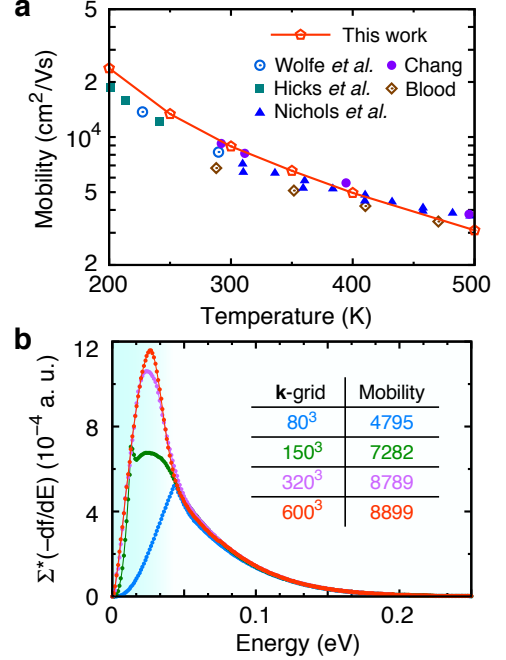 a
This work
Wolfe et al.
Chang
Hicks et al.
Blood
Nichols et al.
Mobility (cm²/Vs)
5
10⁴
5
2
200
300
400
500
Temperature (K)
b
12
8
4
0
Σ*(−df/dE) (10⁻⁴ a. u.)
k-grid Mobility
80³ 4795
150³ 7282
320³ 8789
600³ 8899
0
0.1
0.2
Energy (eV)